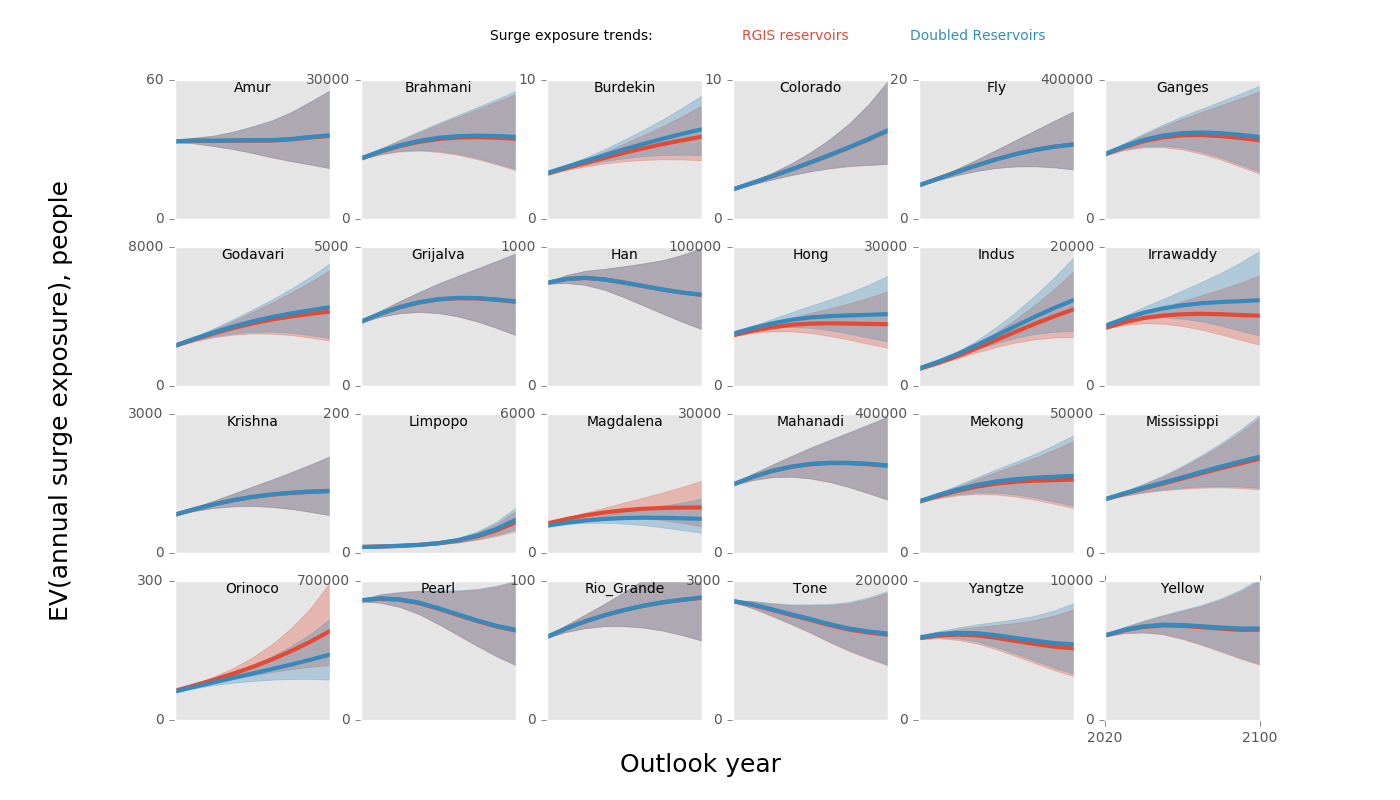 Surge exposure trends: RGIS reservoirs Doubled Reservoirs
EV(annual surge exposure), people
60 Amur 30000 Brahmani 10 Burdekin 10 Colorado 20 Fly 400000 Ganges
0 0 0 0 0 0
8000 Godavari 5000 Grijalva 1000 Han 100000 Hong 30000 Indus 20000 Irrawaddy
0 0 0 0 0 0
3000 Krishna 200 Limpopo 6000 Magdalena 30000 Mahanadi 400000 Mekong 50000 Mississippi
0 0 0 0 0 0
300 Orinoco 700000 Pearl 100 Rio_Grande 3000 Tone 200000 Yangtze 10000 Yellow
0 0 0 0 0 0
2020 2100
Outlook year